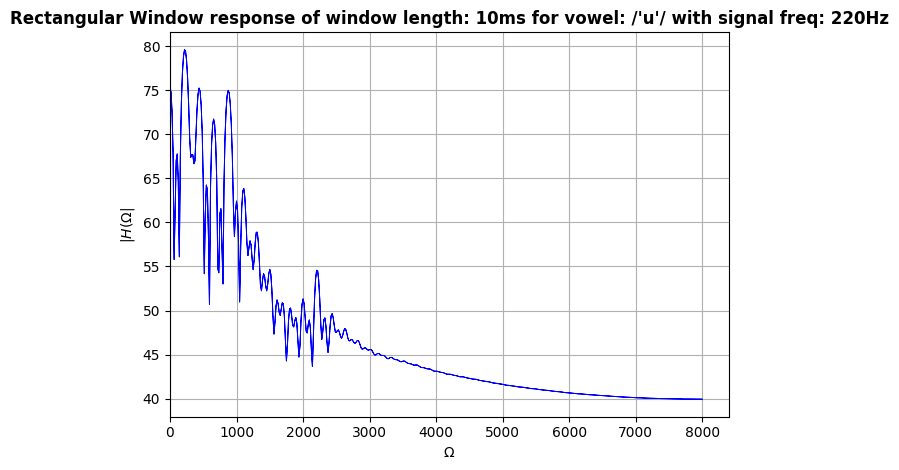 Rectangular Window response of window length: 10ms for vowel: /'u'/ with signal freq: 220Hz
80
75
70
65
60
55
50
45
40
|H(Ω|
0 1000 2000 3000 4000 5000 6000 7000 8000
Ω